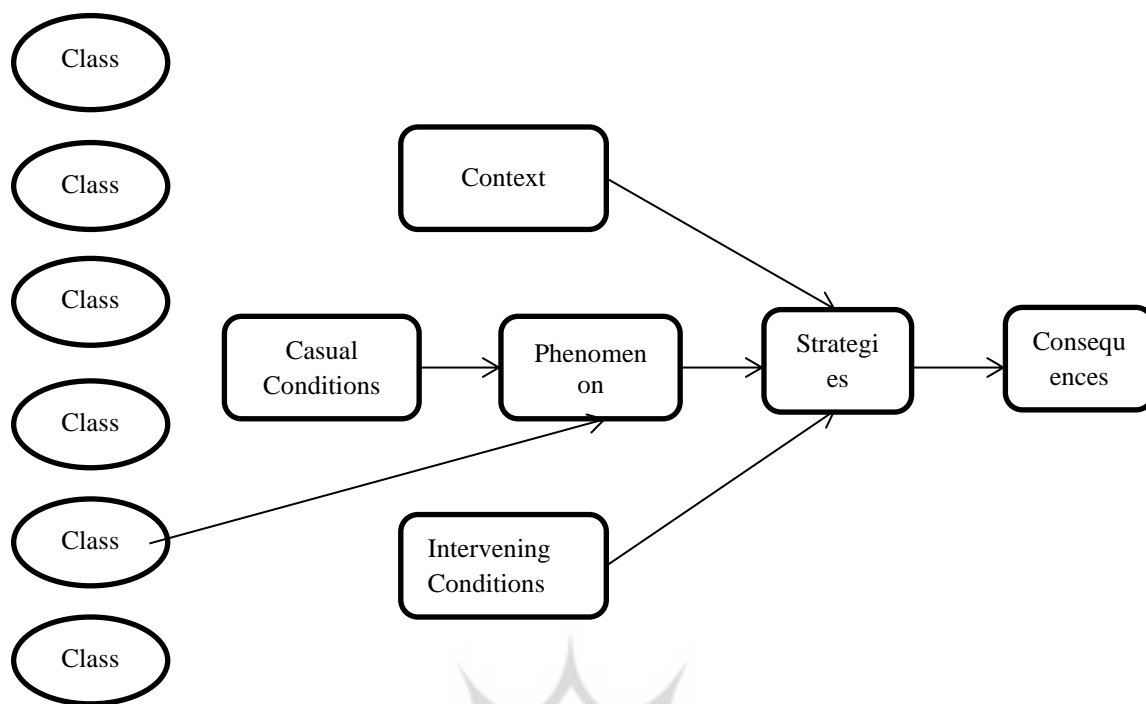 Class
Class
Context
Class
Casual
Conditions
Phenomen
on
Strategi
es
Consequ
ences
Class
Class
Intervening
Conditions
Class